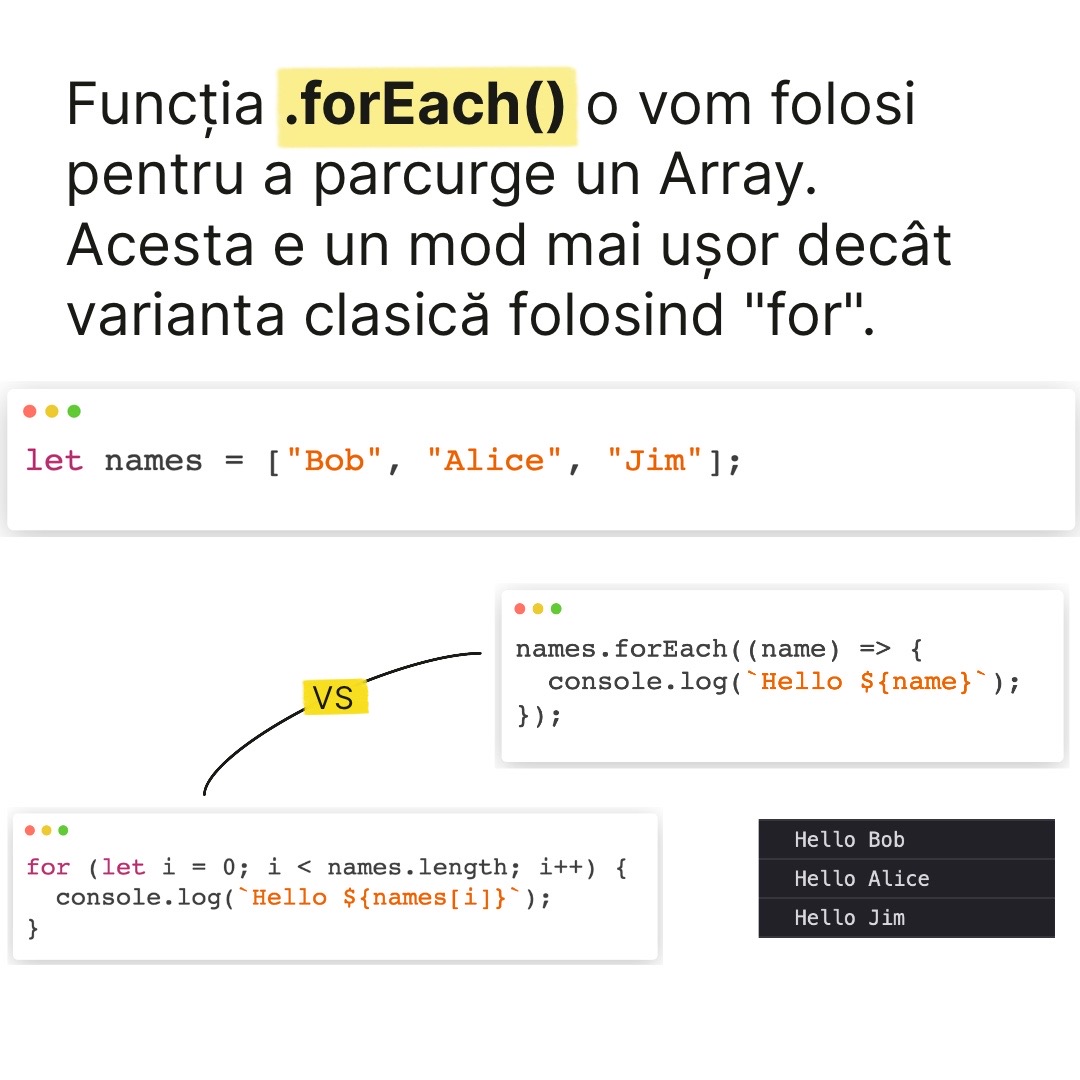 Funcția .forEach() o vom folosi
pentru a parcurge un Array.
Acesta e un mod mai ușor decât
varianta clasică folosind "for".
let names = ["Bob", "Alice", "Jim"];
names.forEach((name) => {
  console.log(`Hello ${name}`);
});
VS
for (let i = 0; i < names.length; i++) {
  console.log(`Hello ${names[i]}`);
}
Hello Bob
Hello Alice
Hello Jim